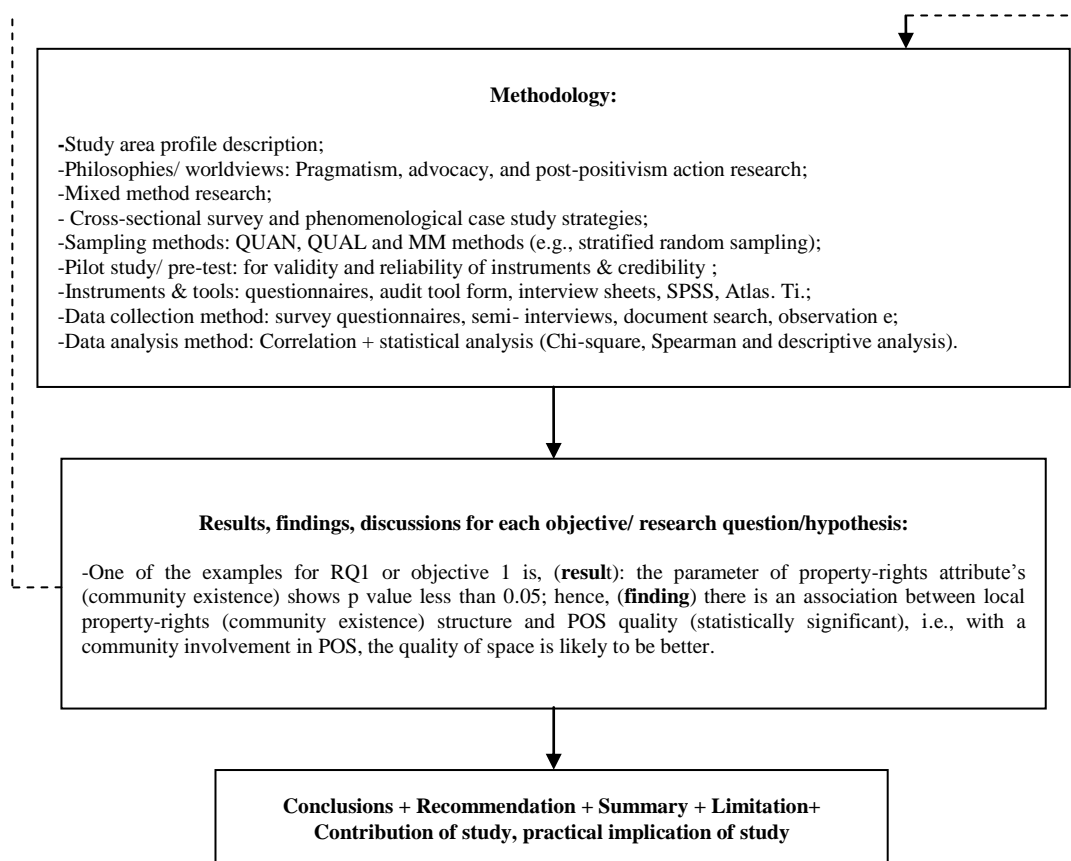 Methodology:
-Study area profile description;
-Philosophies/ worldviews: Pragmatism, advocacy, and post-positivism action research;
-Mixed method research;
- Cross-sectional survey and phenomenological case study strategies;
-Sampling methods: QUAN, QUAL and MM methods (e.g., stratified random sampling);
-Pilot study/ pre-test: for validity and reliability of instruments & credibility ;
-Instruments & tools: questionnaires, audit tool form, interview sheets, SPSS, Atlas. Ti.;
-Data collection method: survey questionnaires, semi- interviews, document search, observation e;
-Data analysis method: Correlation + statistical analysis (Chi-square, Spearman and descriptive analysis).
Results, findings, discussions for each objective/ research question/hypothesis:
-One of the examples for RQ1 or objective 1 is, (result): the parameter of property-rights attribute's
(community existence) shows p value less than 0.05; hence, (finding) there is an association between local
property-rights (community existence) structure and POS quality (statistically significant), i.e., with a
community involvement in POS, the quality of space is likely to be better.
Conclusions + Recommendation + Summary + Limitation+
Contribution of study, practical implication of study